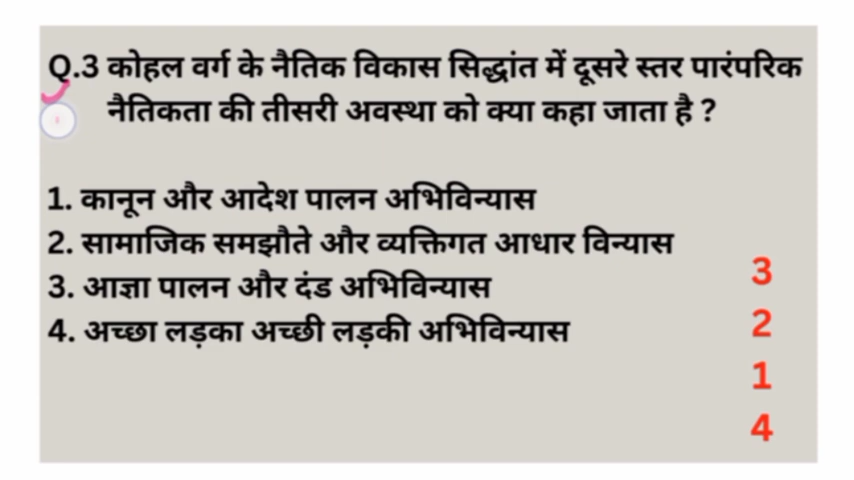 Q.3 कोहल वर्ग के नैतिक विकास सिद्धांत में दूसरे स्तर पारंपरिक
नैतिकता की तीसरी अवस्था को क्या कहा जाता है ?
1. कानून और आदेश पालन अभिविन्यास
2. सामाजिक समझौते और व्यक्तिगत आधार विन्यास
3. आज्ञा पालन और दंड अभिविन्यास
4. अच्छा लड़का अच्छी लड़की अभिविन्यास
3
2
1
4